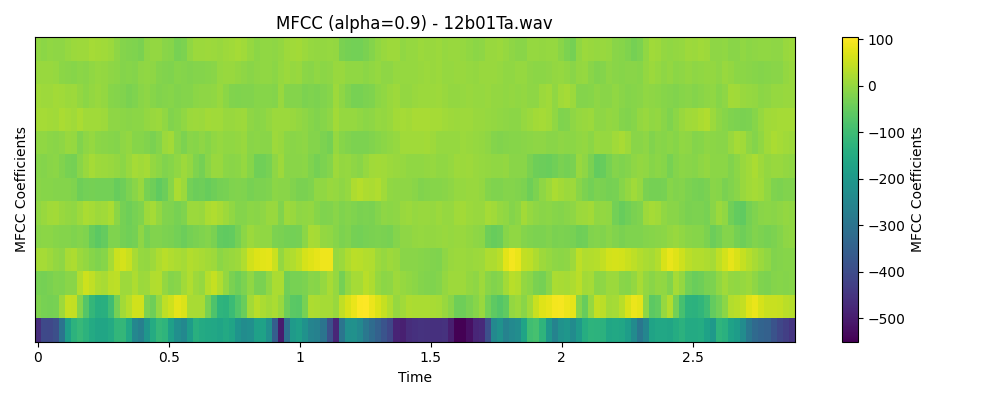 MFCC (alpha=0.9) - 12b01Ta.wav
MFCC Coefficients
0 0.5 1 1.5 2 2.5
Time
100
0
−100
−200
−300
−400
−500
MFCC Coefficients